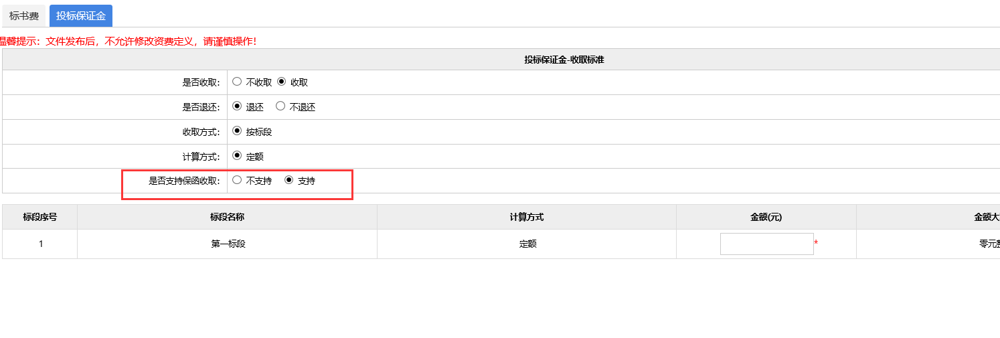 标书费 投标保证金
温馨提示：文件发布后，不允许修改资费定义，请谨慎操作！
投标保证金-收取标准
是否收取： 不收取 收取
是否退还： 退还 不退还
收取方式： 按标段
计算方式： 定额
是否支持保函收取： 不支持 支持
标段序号 标段名称 计算方式 金额(元) 金额大
1 第一标段 定额 * 零元整